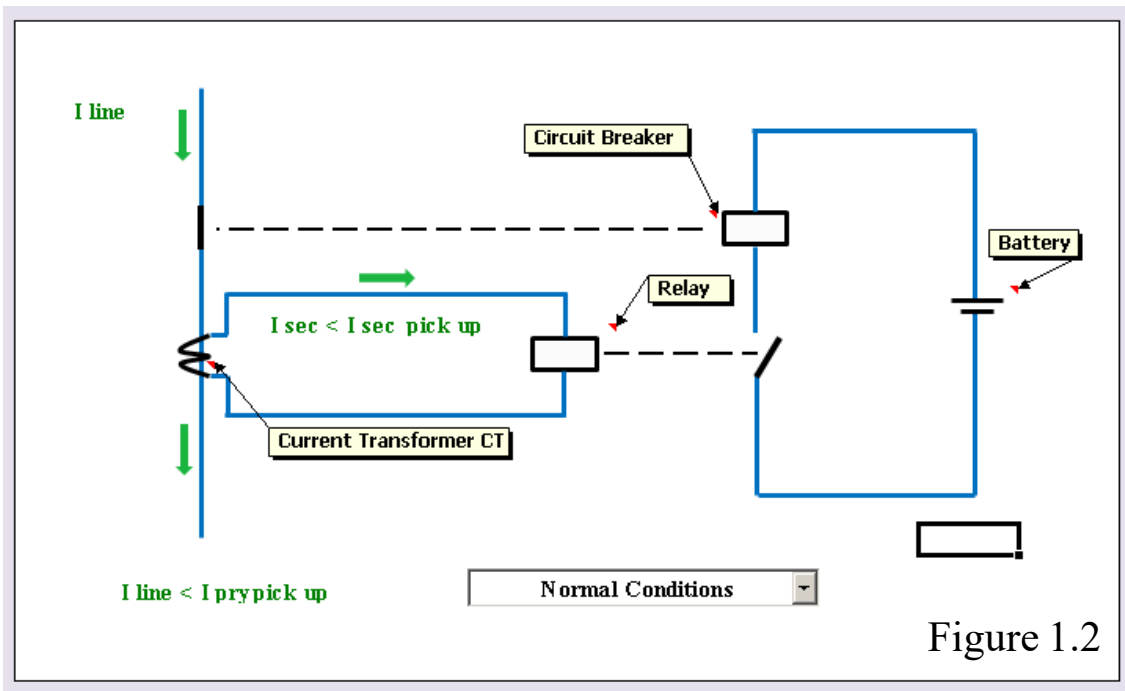 I line
Circuit Breaker
Battery
Relay
I sec < I sec pick up
Current Transformer CT
I line < I prypick up
Normal Conditions
Figure 1.2